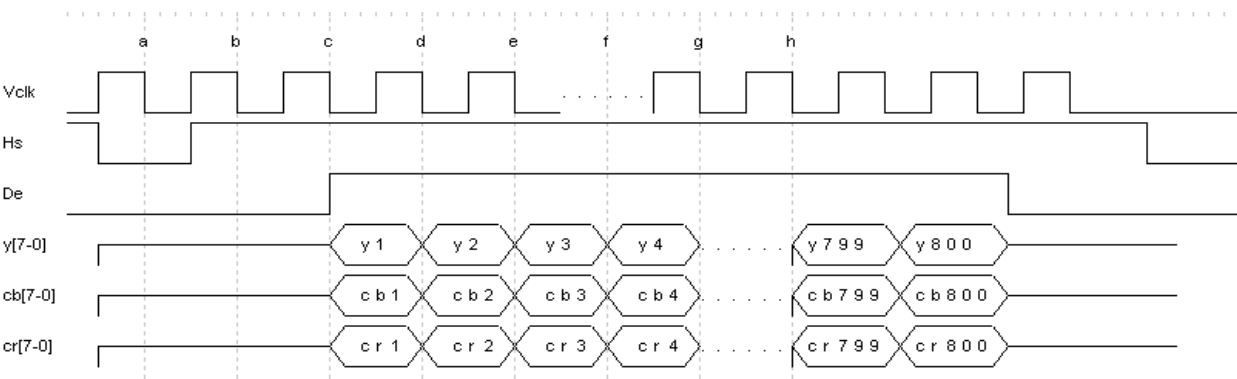 a b c d e f g h
Vclk
Hs
De
y[7-0] y1 y2 y3 y4 y799 y800
cb[7-0] cb1 cb2 cb3 cb4 cb799 cb800
cr[7-0] cr1 cr2 cr3 cr4 cr799 cr800